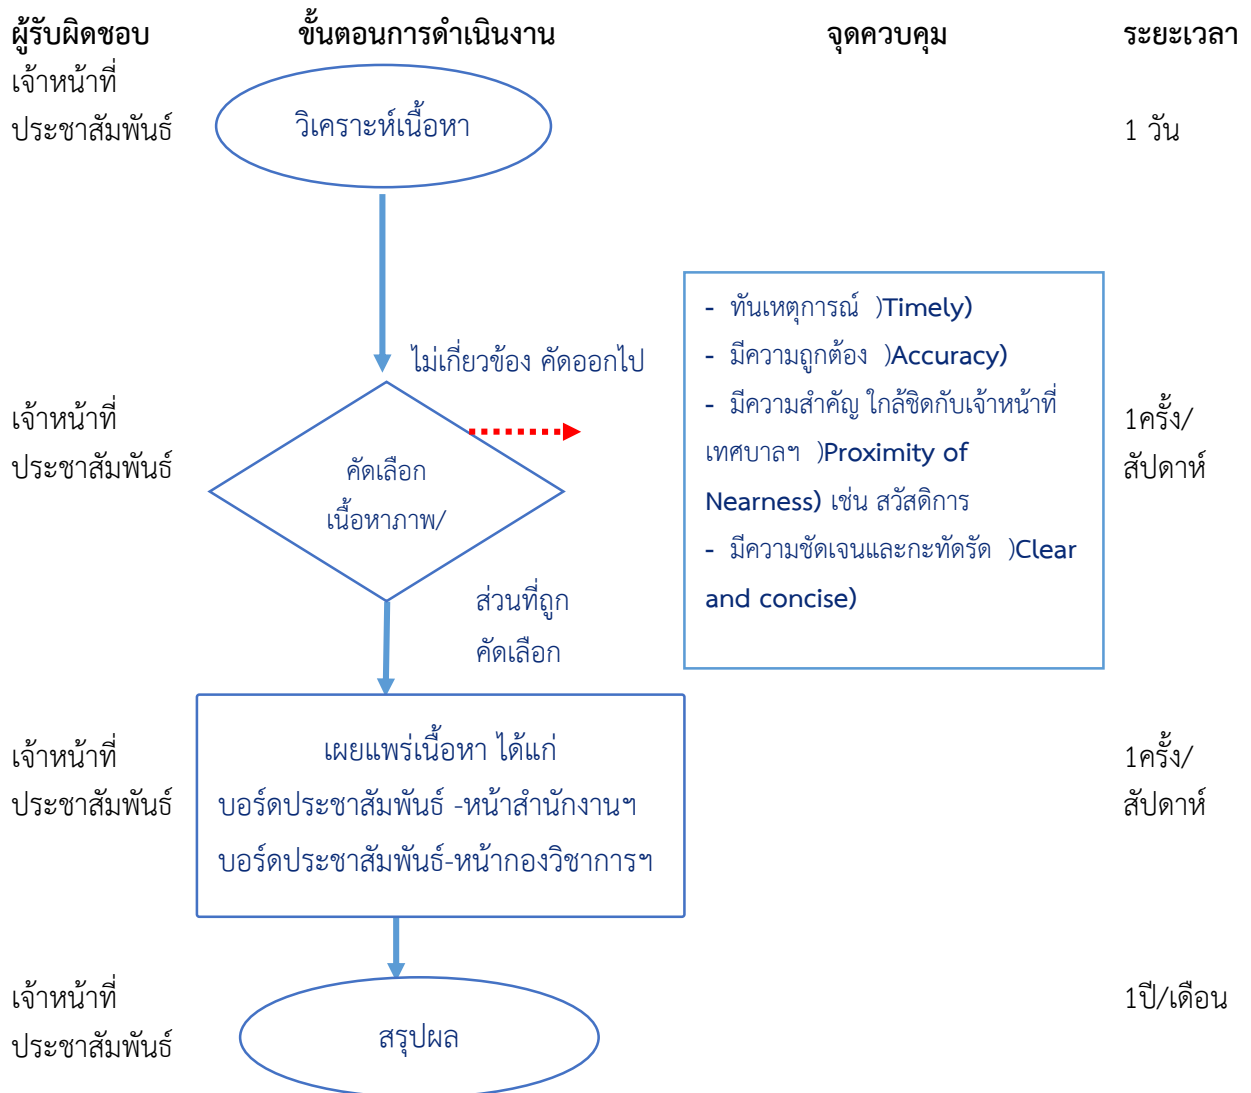 ผู้รับผิดชอบ ขั้นตอนการดำเนินงาน จุดควบคุม ระยะเวลา
เจ้าหน้าที่
ประชาสัมพันธ์
วิเคราะห์เนื้อหา
1 วัน
ไม่เกี่ยวข้อง คัดออกไป
เจ้าหน้าที่
ประชาสัมพันธ์
คัดเลือก
เนื้อหาภาพ/
- ทันเหตุการณ์ )Timely)
- มีความถูกต้อง )Accuracy)
- มีความสำคัญ ใกล้ชิดกับเจ้าหน้าที่
เทศบาลฯ )Proximity of
Nearness) เช่น สวัสดิการ
- มีความชัดเจนและกะทัดรัด )Clear
and concise)
1ครั้ง/
สัปดาห์
ส่วนที่ถูก
คัดเลือก
เจ้าหน้าที่
ประชาสัมพันธ์
เผยแพร่เนื้อหา ได้แก่
บอร์ดประชาสัมพันธ์ -หน้าสำนักงานฯ
บอร์ดประชาสัมพันธ์-หน้ากองวิชาการฯ
1ครั้ง/
สัปดาห์
เจ้าหน้าที่
ประชาสัมพันธ์
สรุปผล
1ปี/เดือน